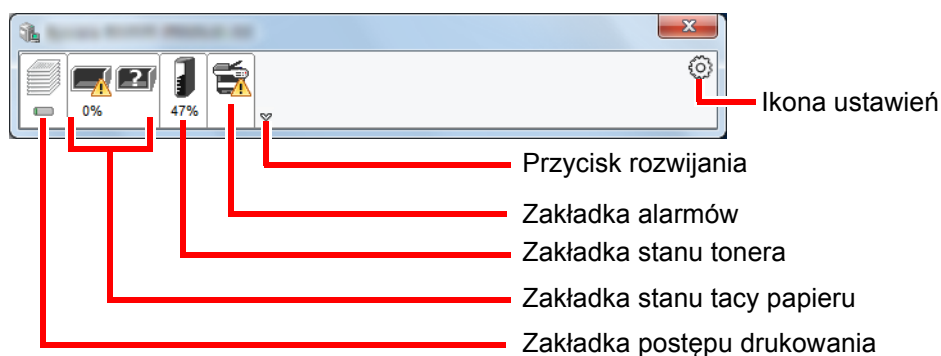 0%
47%
Ikona ustawień
Przycisk rozwijania
Zakładka alarmów
Zakładka stanu tonera
Zakładka stanu tacy papieru
Zakładka postępu drukowania